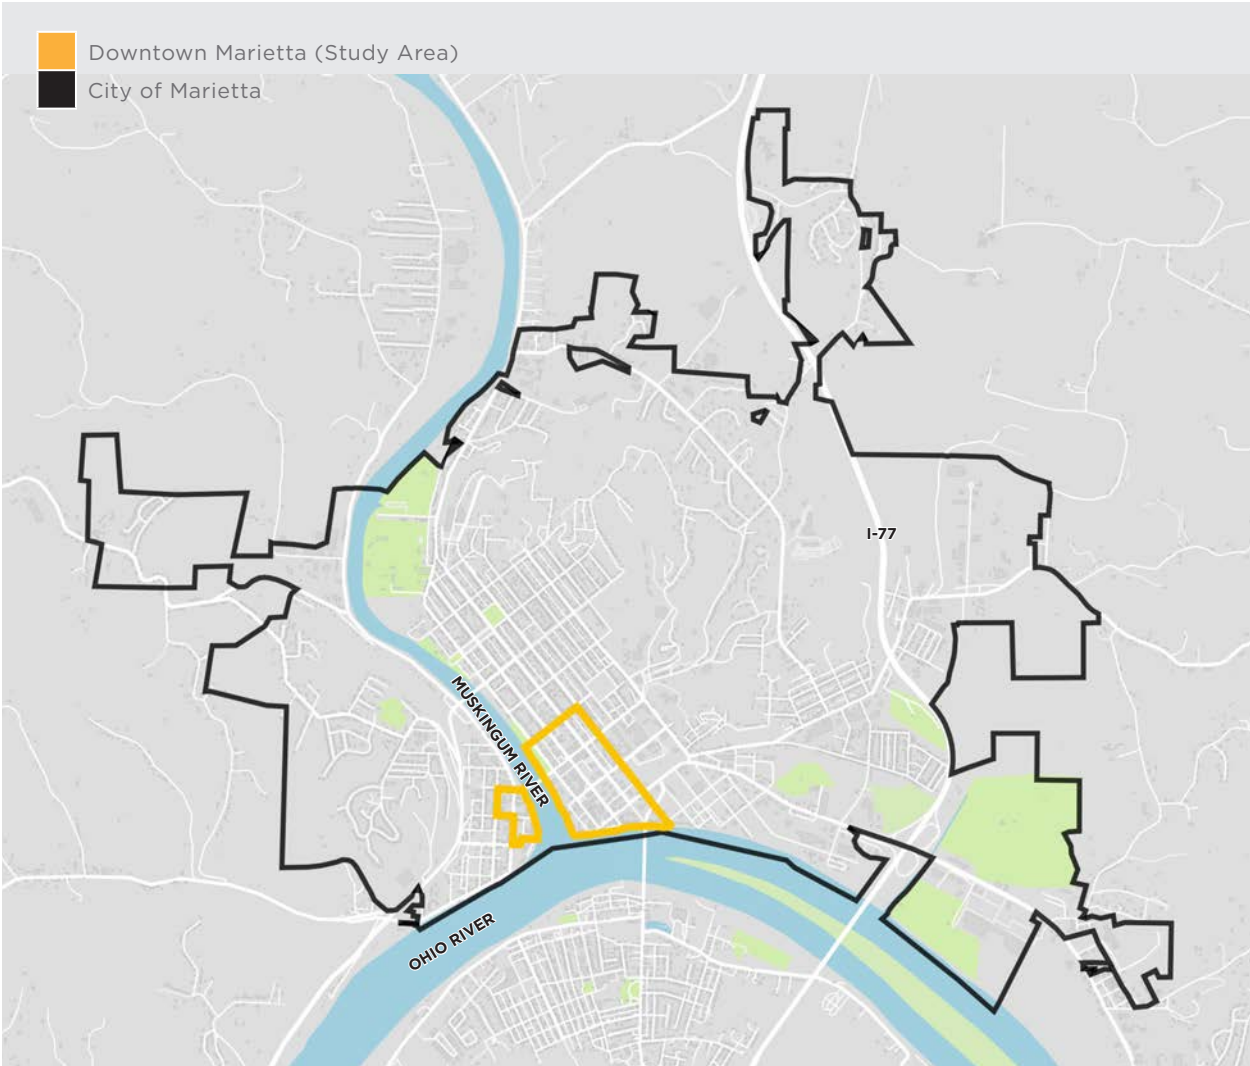 Downtown Marietta (Study Area)
City of Marietta
I-77
MUSKINGUM RIVER
OHIO RIVER